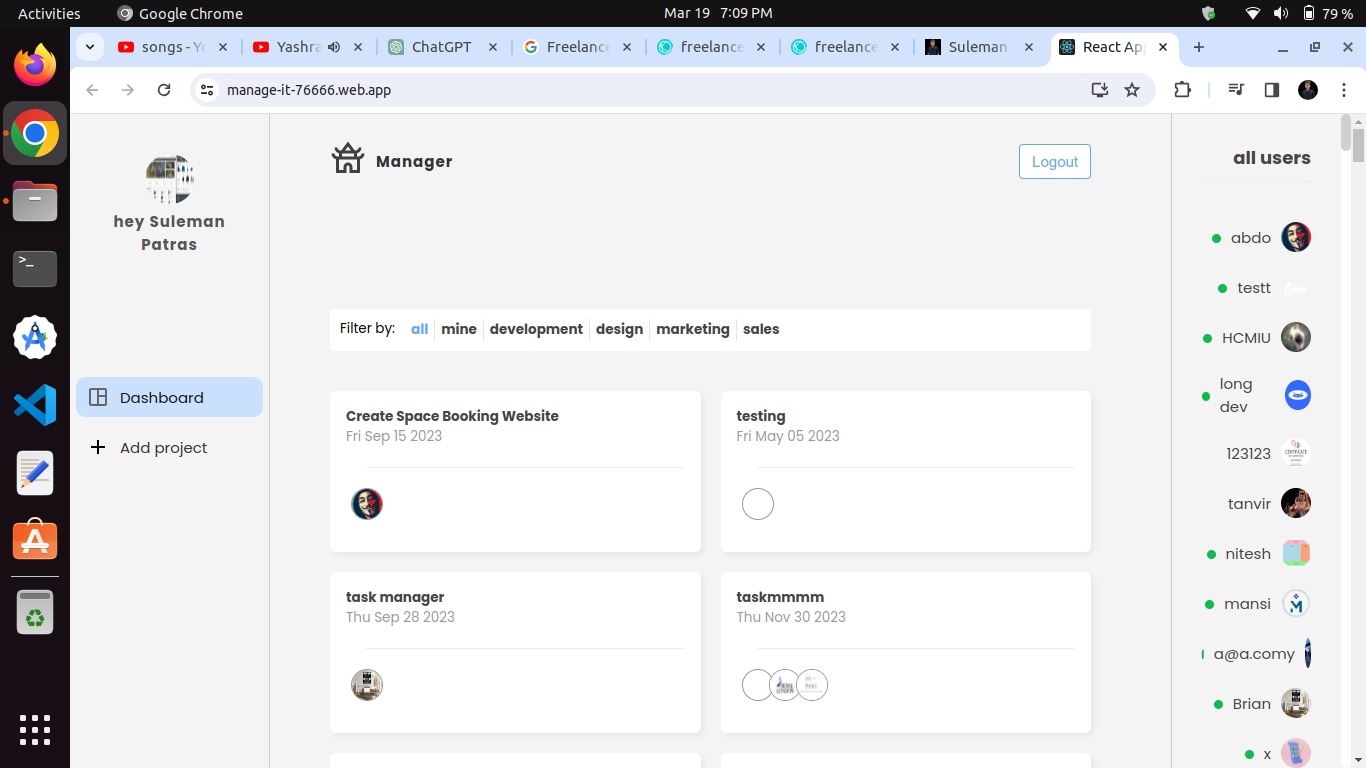 Activities
Google Chrome
Mar 19 7:09 PM
79 %
songs - Yo
Yashra
ChatGPT
Freelance
freelance
freelance
Suleman
React App
manage-it-76666.web.app
hey Suleman
Patras
Dashboard
Add project
Manager
Logout
Filter by: all mine development design marketing sales
Create Space Booking Website
Fri Sep 15 2023
testing
Fri May 05 2023
task manager
Thu Sep 28 2023
taskmmmm
Thu Nov 30 2023
ROYAL
LONDON
all users
abdo
testt
HCMIU
long
dev
123123
CERTIFICATE
tanvir
nitesh
mansi
M
a@a.comy
Brian
x